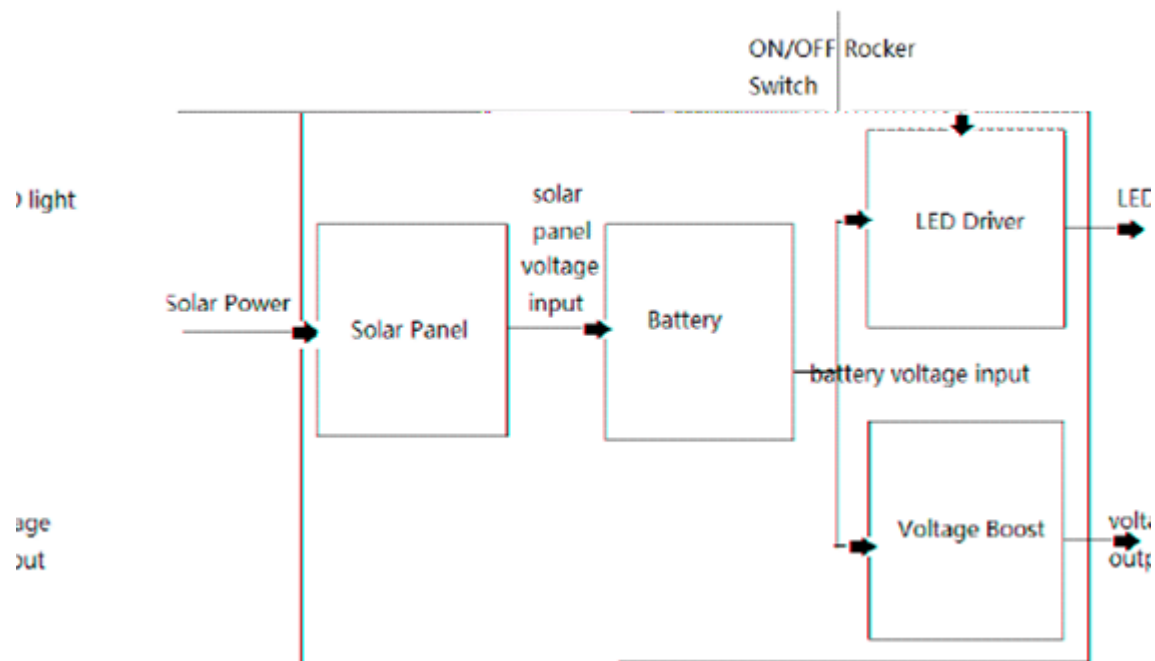 ON/OFF Rocker
Switch
light
solar
panel
voltage
input
LED Driver
LED
Solar Power
Solar Panel
Battery
battery voltage input
Voltage Boost